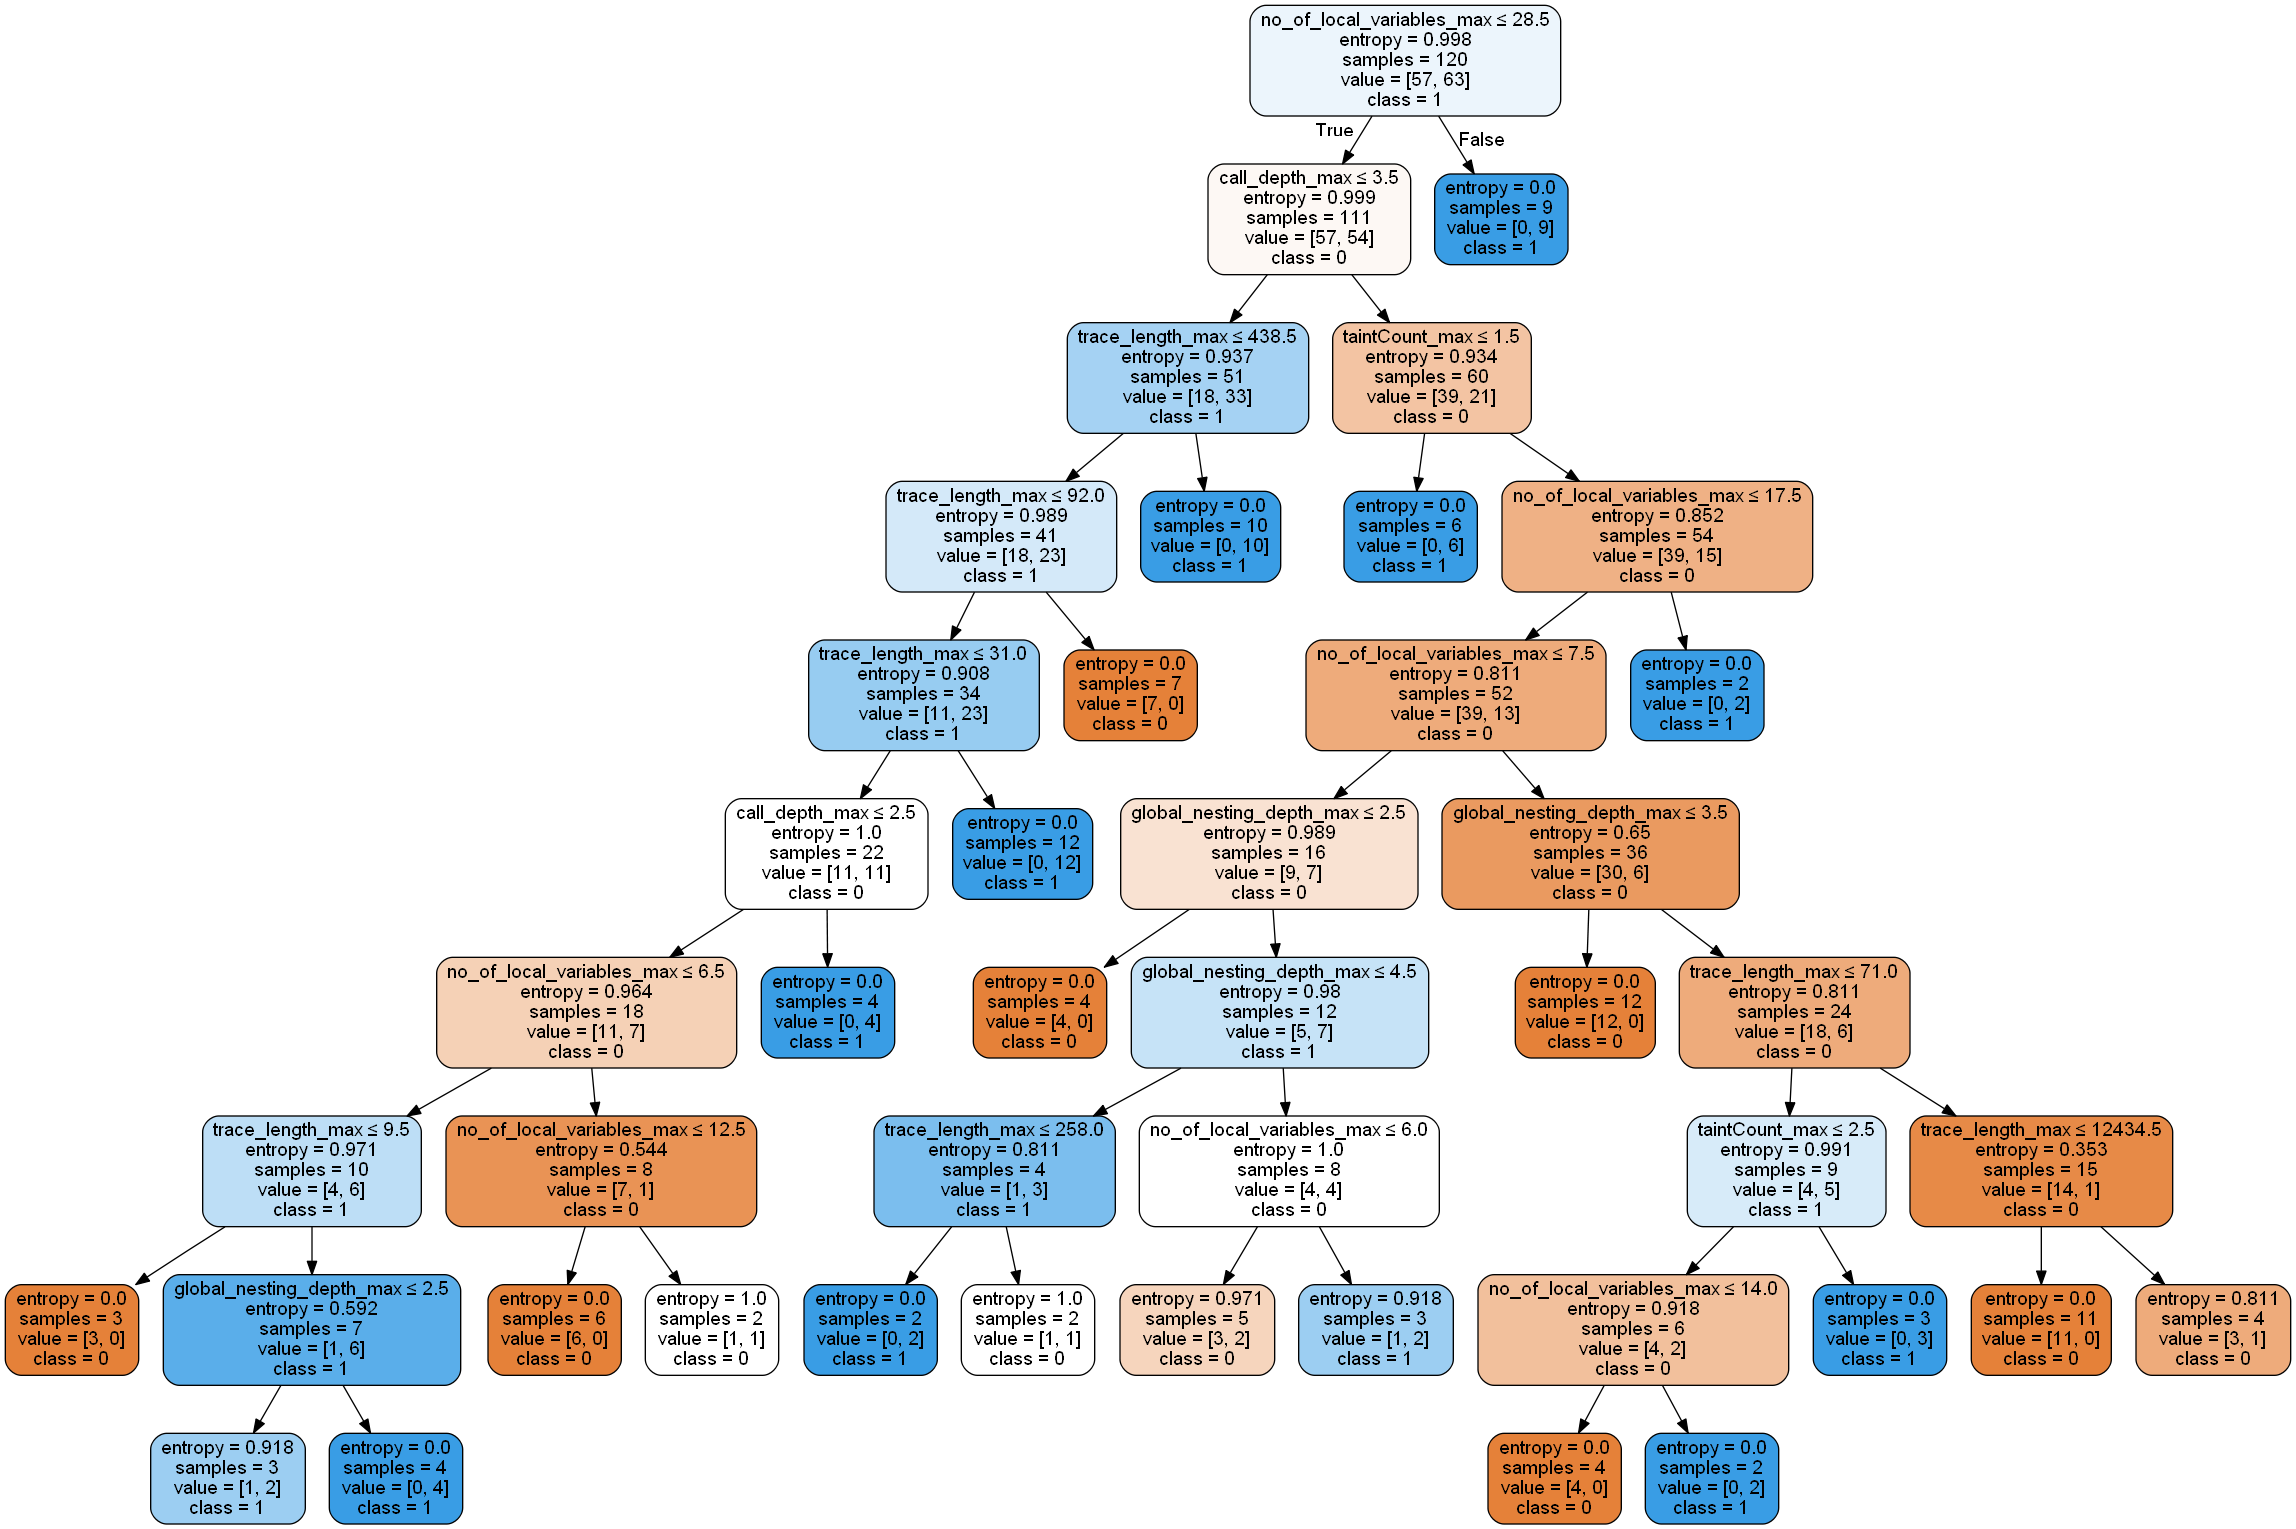 no_of_local_variables_max ≤ 28.5
entropy = 0.998
samples = 120
value = [57, 63]
class = 1
True
False
call_depth_max ≤ 3.5
entropy = 0.999
samples = 111
value = [57, 54]
class = 0
entropy = 0.0
samples = 9
value = [0, 9]
class = 1
trace_length_max ≤ 438.5
entropy = 0.937
samples = 51
value = [18, 33]
class = 1
taintCount_max ≤ 1.5
entropy = 0.934
samples = 60
value = [39, 21]
class = 0
trace_length_max ≤ 92.0
entropy = 0.989
samples = 41
value = [18, 23]
class = 1
entropy = 0.0
samples = 10
value = [0, 10]
class = 1
entropy = 0.0
samples = 6
value = [0, 6]
class = 1
no_of_local_variables_max ≤ 17.5
entropy = 0.852
samples = 54
value = [39, 15]
class = 0
trace_length_max ≤ 31.0
entropy = 0.908
samples = 34
value = [11, 23]
class = 1
entropy = 0.0
samples = 7
value = [7, 0]
class = 0
no_of_local_variables_max ≤ 7.5
entropy = 0.811
samples = 52
value = [39, 13]
class = 0
entropy = 0.0
samples = 2
value = [0, 2]
class = 1
call_depth_max ≤ 2.5
entropy = 1.0
samples = 22
value = [11, 11]
class = 0
entropy = 0.0
samples = 12
value = [0, 12]
class = 1
global_nesting_depth_max ≤ 2.5
entropy = 0.989
samples = 16
value = [9, 7]
class = 0
global_nesting_depth_max ≤ 3.5
entropy = 0.65
samples = 36
value = [30, 6]
class = 0
no_of_local_variables_max ≤ 6.5
entropy = 0.964
samples = 18
value = [11, 7]
class = 0
entropy = 0.0
samples = 4
value = [0, 4]
class = 1
entropy = 0.0
samples = 4
value = [4, 0]
class = 0
global_nesting_depth_max ≤ 4.5
entropy = 0.98
samples = 12
value = [5, 7]
class = 1
entropy = 0.0
samples = 12
value = [12, 0]
class = 0
trace_length_max ≤ 71.0
entropy = 0.811
samples = 24
value = [18, 6]
class = 0
trace_length_max ≤ 9.5
entropy = 0.971
samples = 10
value = [4, 6]
class = 1
no_of_local_variables_max ≤ 12.5
entropy = 0.544
samples = 8
value = [7, 1]
class = 0
trace_length_max ≤ 258.0
entropy = 0.811
samples = 4
value = [1, 3]
class = 1
no_of_local_variables_max ≤ 6.0
entropy = 1.0
samples = 8
value = [4, 4]
class = 0
taintCount_max ≤ 2.5
entropy = 0.991
samples = 9
value = [4, 5]
class = 1
trace_length_max ≤ 12434.5
entropy = 0.353
samples = 15
value = [14, 1]
class = 0
entropy = 0.0
samples = 3
value = [3, 0]
class = 0
global_nesting_depth_max ≤ 2.5
entropy = 0.592
samples = 7
value = [1, 6]
class = 1
entropy = 0.0
samples = 6
value = [6, 0]
class = 0
entropy = 1.0
samples = 2
value = [1, 1]
class = 0
entropy = 0.0
samples = 2
value = [0, 2]
class = 1
entropy = 1.0
samples = 2
value = [1, 1]
class = 0
entropy = 0.971
samples = 5
value = [3, 2]
class = 0
entropy = 0.918
samples = 3
value = [1, 2]
class = 1
no_of_local_variables_max ≤ 14.0
entropy = 0.918
samples = 6
value = [4, 2]
class = 0
entropy = 0.0
samples = 3
value = [0, 3]
class = 1
entropy = 0.0
samples = 11
value = [11, 0]
class = 0
entropy = 0.811
samples = 4
value = [3, 1]
class = 0
entropy = 0.918
samples = 3
value = [1, 2]
class = 1
entropy = 0.0
samples = 4
value = [0, 4]
class = 1
entropy = 0.0
samples = 4
value = [4, 0]
class = 0
entropy = 0.0
samples = 2
value = [0, 2]
class = 1